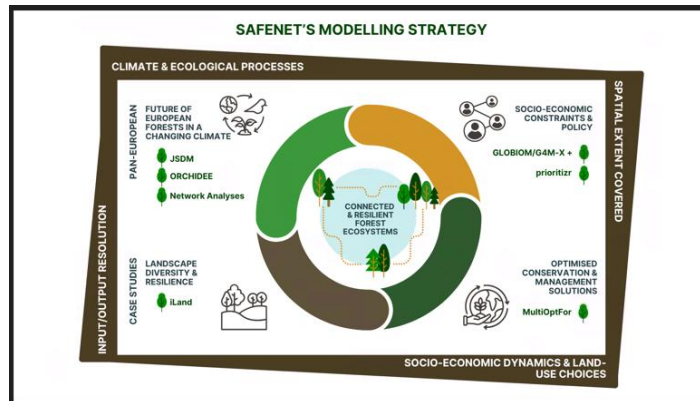 SAFENET'S MODELLING STRATEGY
CLIMATE & ECOLOGICAL PROCESSES
SPATIAL EXTENT COVERED
INPUT/OUTPUT RESOLUTION
PAN-EUROPEAN
FUTURE OF
EUROPEAN
FORESTS IN A
CHANGING CLIMATE
JSDM
ORCHIDEE
Network Analyses
SOCIO-ECONOMIC
CONSTRAINTS &
POLICY
GLOBIOM/G4M-X +
prioritizr
CONNECTED
& RESILIENT
FOREST
ECOSYSTEMS
CASE STUDIES
LANDSCAPE
DIVERSITY &
RESILIENCE
iLand
OPTIMISED
CONSERVATION &
MANAGEMENT
SOLUTIONS
MultiOptFor
SOCIO-ECONOMIC DYNAMICS & LAND-
USE CHOICES